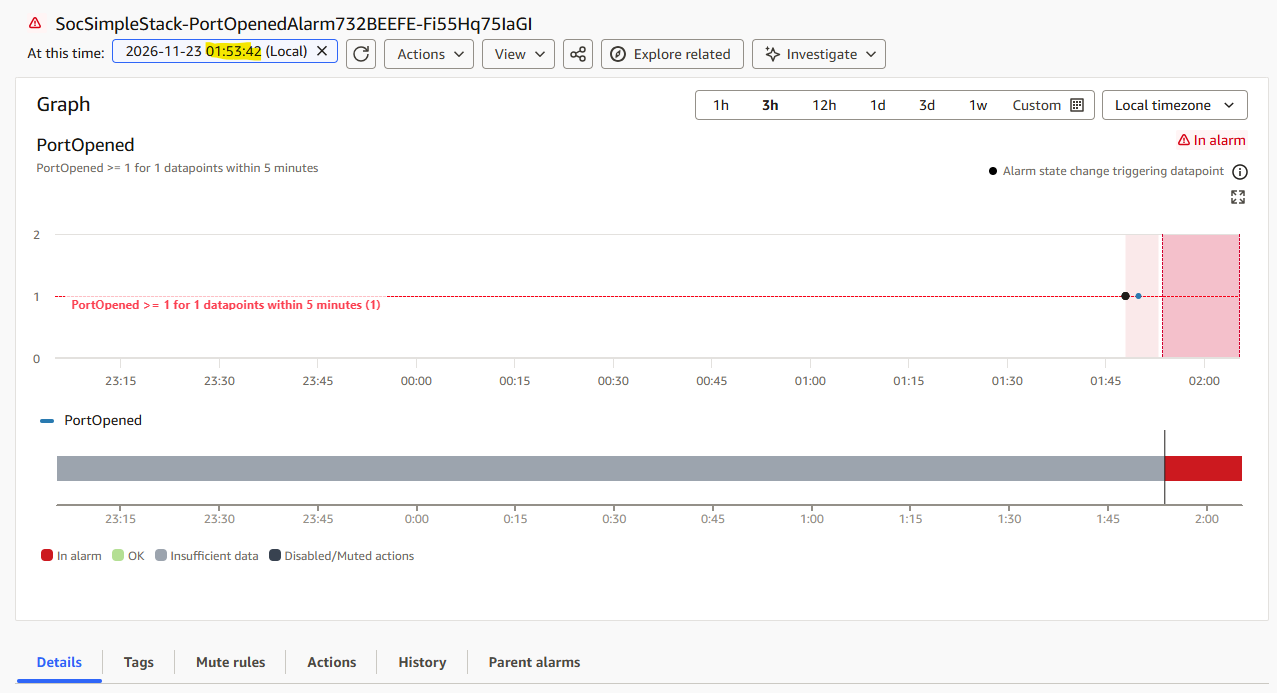 SocSimpleStack-PortOpenedAlarm732BEEFE-Fi55Hq75IaGI
At this time: 2026-11-23 01:53:42 (Local) Actions View Explore related Investigate
Graph 1h 3h 12h 1d 3d 1w Custom Local timezone
PortOpened In alarm
PortOpened >= 1 for 1 datapoints within 5 minutes
Alarm state change triggering datapoint
2
1
PortOpened >= 1 for 1 datapoints within 5 minutes (1)
0
23:15 23:30 23:45 00:00 00:15 00:30 00:45 01:00 01:15 01:30 01:45 02:00
PortOpened
23:15 23:30 23:45 0:00 0:15 0:30 0:45 1:00 1:15 1:30 1:45 2:00
In alarm OK Insufficient data Disabled/Muted actions
Details Tags Mute rules Actions History Parent alarms